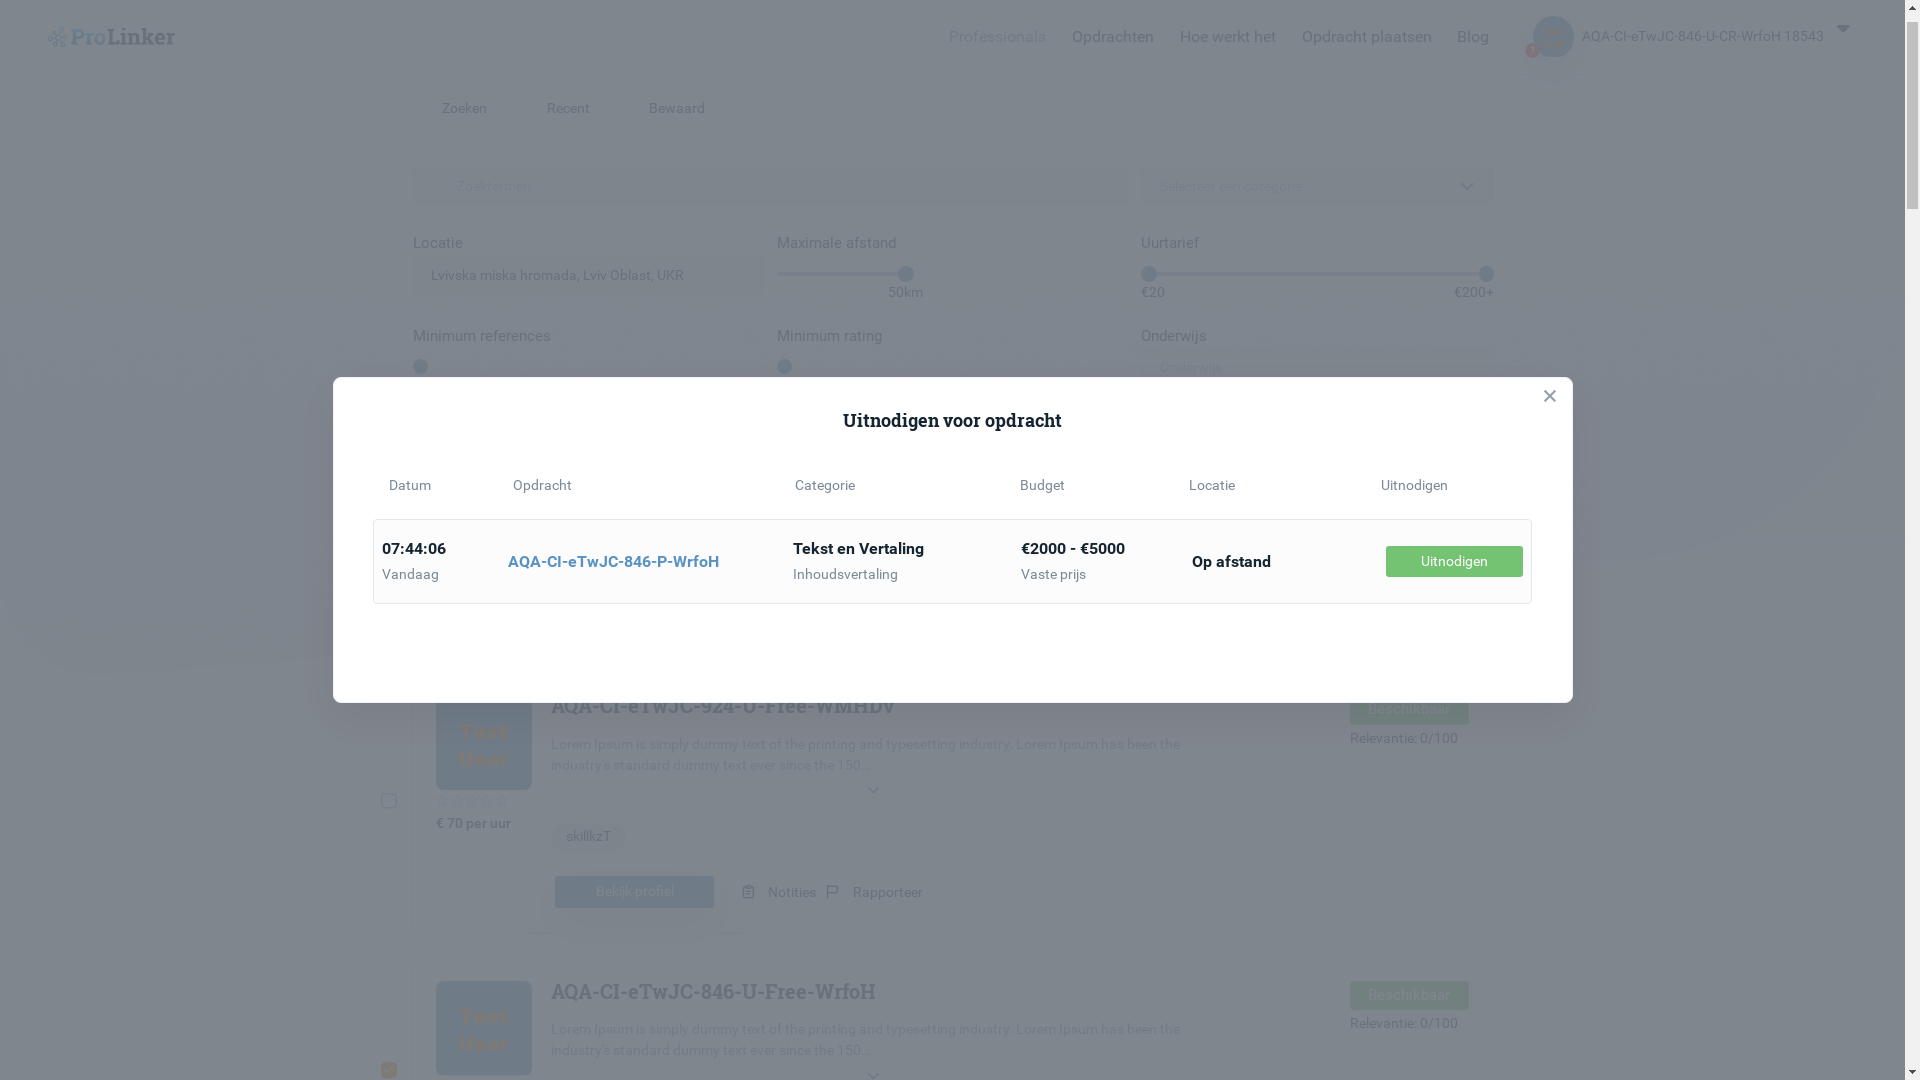 ProLinker
Professionals Opdrachten Hoe werkt het Opdracht plaatsen Blog AQA-CI-eTwJC-846-U-CR-WrfoH 18543
Zoeken Recent Bewaard
Zoektermen Selecteer een categorie
Locatie Maximale afstand Uurtarief
Lvivska miska hromada, Lviv Oblast, UKR
50km €20 €200+
Minimum references Minimum rating Onderwijs
Onderwijs
Uitnodigen voor opdracht
Datum Opdracht Categorie Budget Locatie Uitnodigen
07:44:06 Tekst en Vertaling €2000 - €5000
AQA-CI-eTwJC-846-P-WrfoH Op afstand Uitnodigen
Vandaag Inhoudsvertaling Vaste prijs
AQA-CI-eTwJC-924-U-Free-WMHDV Beschikbaar
Test
User
Relevantie: 0/100
Lorem Ipsum is simply dummy text of the printing and typesetting industry. Lorem Ipsum has been the
industry's standard dummy text ever since the 150...
€ 70 per uur
skillkzT
Bekijk profiel Notities Rapporteer
AQA-CI-eTwJC-846-U-Free-WrfoH Beschikbaar
Test
User
Relevantie: 0/100
Lorem Ipsum is simply dummy text of the printing and typesetting industry. Lorem Ipsum has been the
industry's standard dummy text ever since the 150...